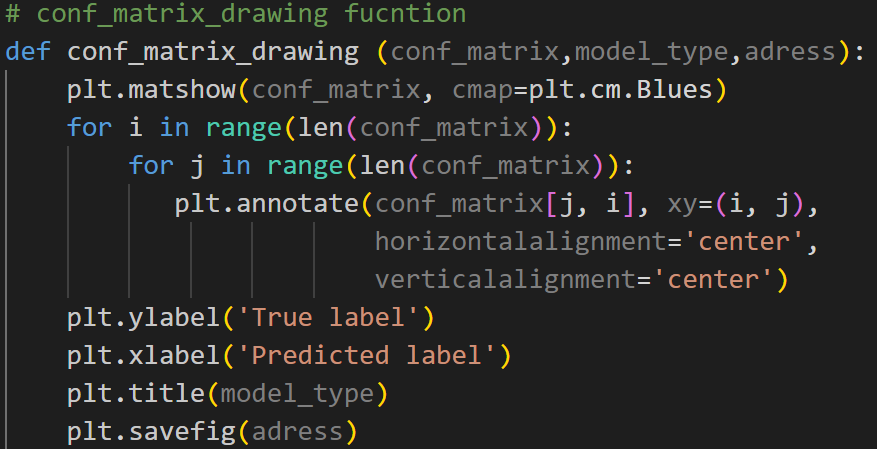 # conf_matrix_drawing fucntion
def conf_matrix_drawing (conf_matrix,model_type,adress):
    plt.matshow(conf_matrix, cmap=plt.cm.Blues)
    for i in range(len(conf_matrix)):
        for j in range(len(conf_matrix)):
           plt.annotate(conf_matrix[j, i], xy=(i, j),
                        horizontalalignment='center',
                        verticalalignment='center')
    plt.ylabel('True label')
    plt.xlabel('Predicted label')
    plt.title(model_type)
    plt.savefig(adress)